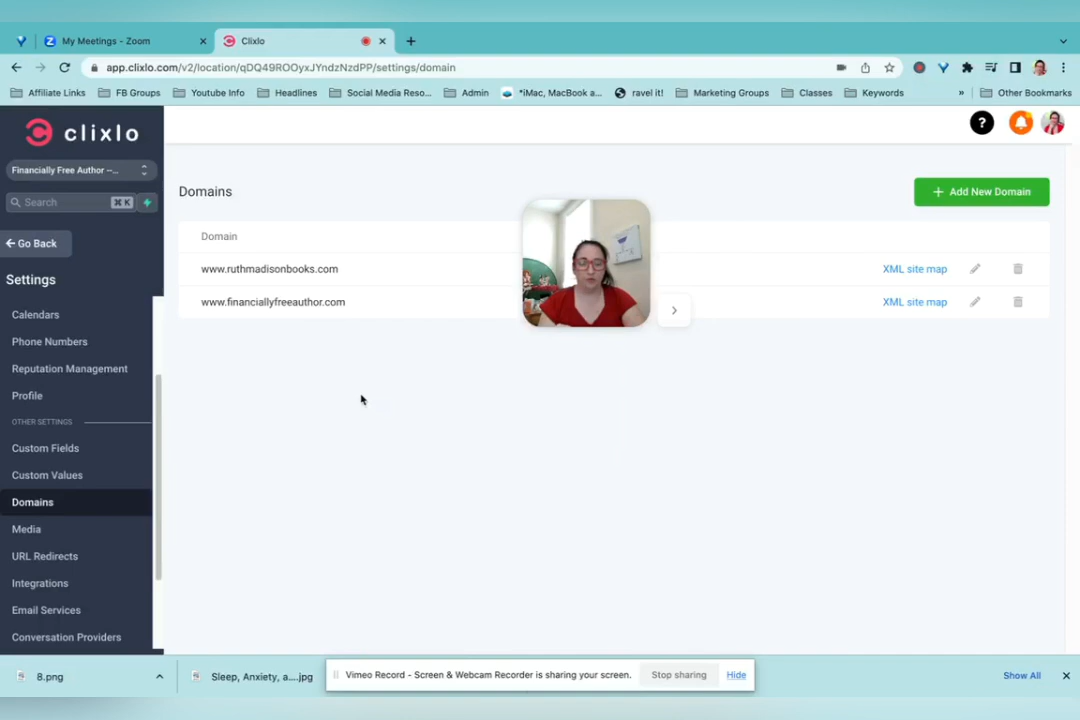 My Meetings - Zoom
Clixlo
app.clixlo.com/v2/location/qDQ49ROOyxJYndzNzdPP/settings/domain
Affiliate Links
FB Groups
Youtube Info
Headlines
Social Media Reso...
Admin
*iMac, MacBook a...
ravel it!
Marketing Groups
Classes
Keywords
»
Other Bookmarks
clixlo
Financially Free Author --...
Search
⌘ K
Go Back
Settings
Calendars
Phone Numbers
Reputation Management
Profile
OTHER SETTINGS
Custom Fields
Custom Values
Domains
Media
URL Redirects
Integrations
Email Services
Conversation Providers
?
Domains
+ Add New Domain
Domain
www.ruthmadisonbooks.com
XML site map
www.financiallyfreeauthor.com
XML site map
8.png
Sleep, Anxiety, a....jpg
Vimeo Record - Screen & Webcam Recorder is sharing your screen.
Stop sharing
Hide
Show All